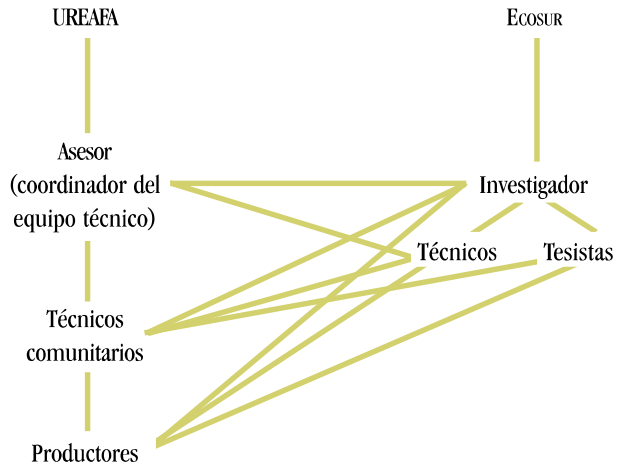 UREAFA
Ecosur
Asesor
(coordinador del
equipo técnico)
Investigador
Técnicos
Tesistas
Técnicos
comunitarios
Productores